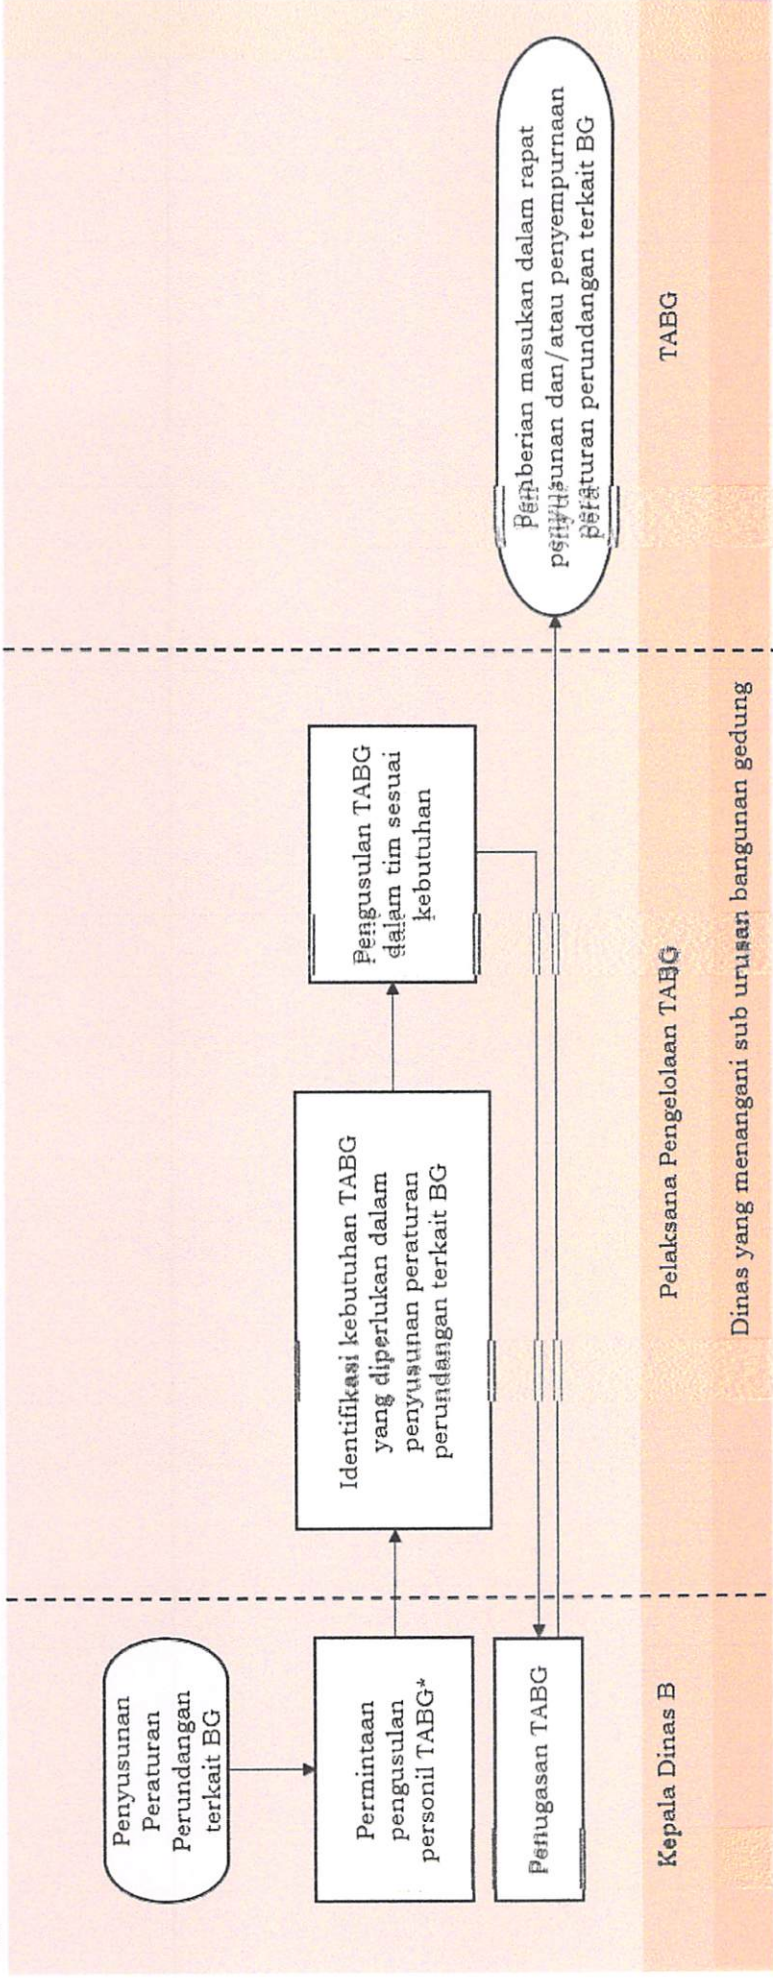 Penyusunan
Peraturan
Perundangan
terkait BG
Permintaan
pengusulan
personil TABG*
Identifikasi kebutuhan TABG
yang diperlukan dalam
penyusunan peraturan
perundangan terkait BG
Pengusulan TABG
dalam tim sesuai
kebutuhan
Penugasan TABG
Pemberian masukan dalam rapat
penyusunan dan/atau penyempurnaan
peraturan perundangan terkait BG
Kepala Dinas B
Pelaksana Pengelolaan TABG
TABG
Dinas yang menangani sub urusan bangunan gedung